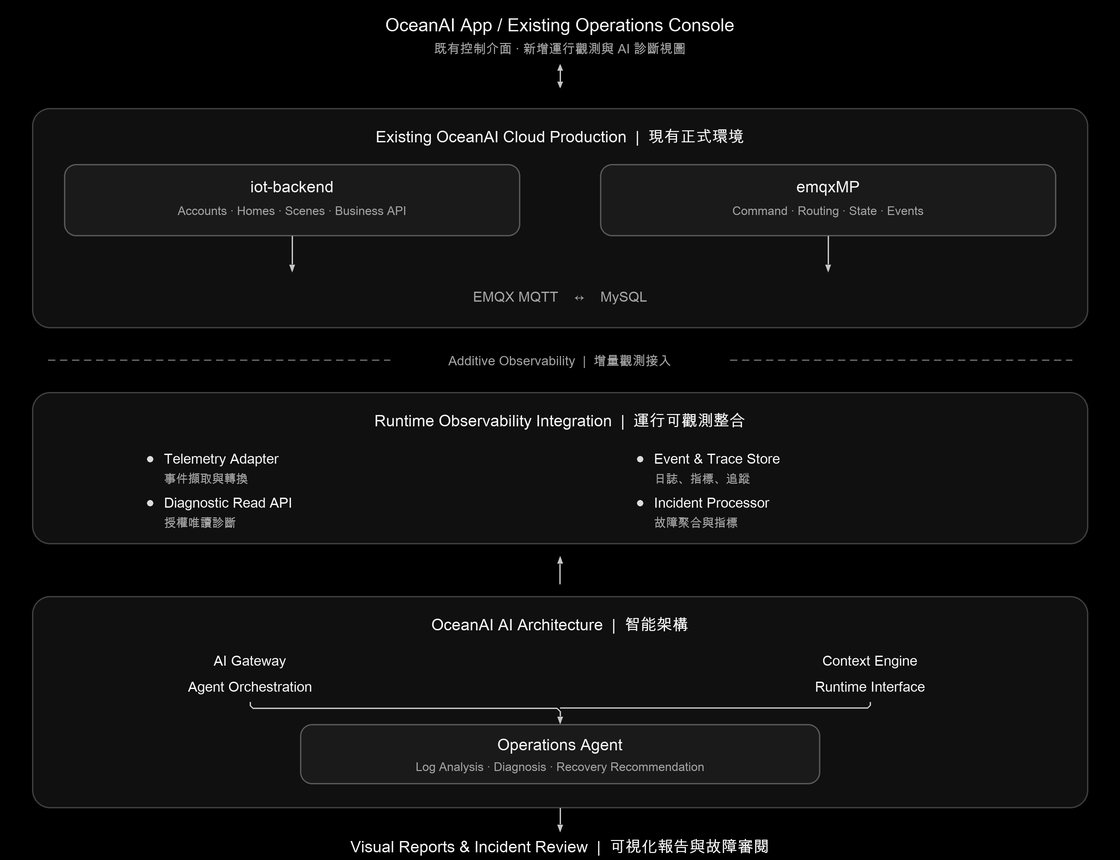 OceanAI App / Existing Operations Console
既有控制介面 · 新增運行觀測與 AI 診斷視圖
Existing OceanAI Cloud Production | 現有正式環境
iot-backend
Accounts · Homes · Scenes · Business API
emqxMP
Command · Routing · State · Events
EMQX MQTT ↔ MySQL
Additive Observability | 增量觀測接入
Runtime Observability Integration | 運行可觀測整合
● Telemetry Adapter
事件擷取與轉換
● Diagnostic Read API
授權唯讀診斷
● Event & Trace Store
日誌、指標、追蹤
● Incident Processor
故障聚合與指標
OceanAI AI Architecture | 智能架構
AI Gateway
Agent Orchestration
Context Engine
Runtime Interface
Operations Agent
Log Analysis · Diagnosis · Recovery Recommendation
Visual Reports & Incident Review | 可視化報告與故障審閱